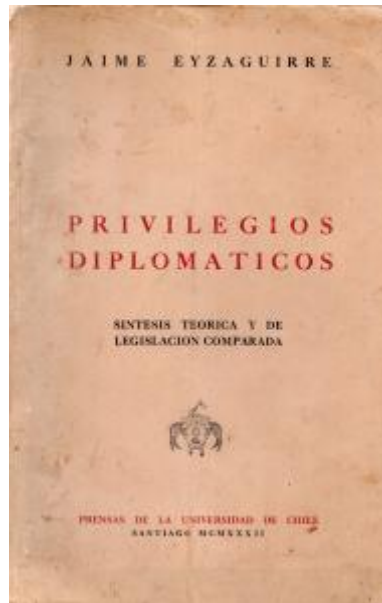 JAIME EYZAGUIRRE
PRIVILEGIOS
DIPLOMATICOS
SINTESIS TEORICA Y DE
LEGISLACION COMPARADA
PRENSAS DE LA UNIVERSIDAD DE CHILE
SANTIAGO MCMXXXII